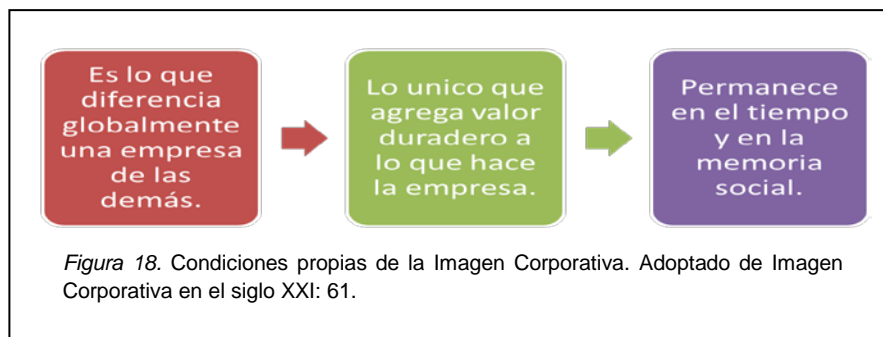 Es lo que
diferencia
globalmente
una empresa
de las
demás.
Lo unico que
agrega valor
duradero a
lo que hace
la empresa.
Permanece
en el tiempo
y en la
memoria
social.
Figura 18. Condiciones propias de la Imagen Corporativa. Adoptado de Imagen
Corporativa en el siglo XXI: 61.